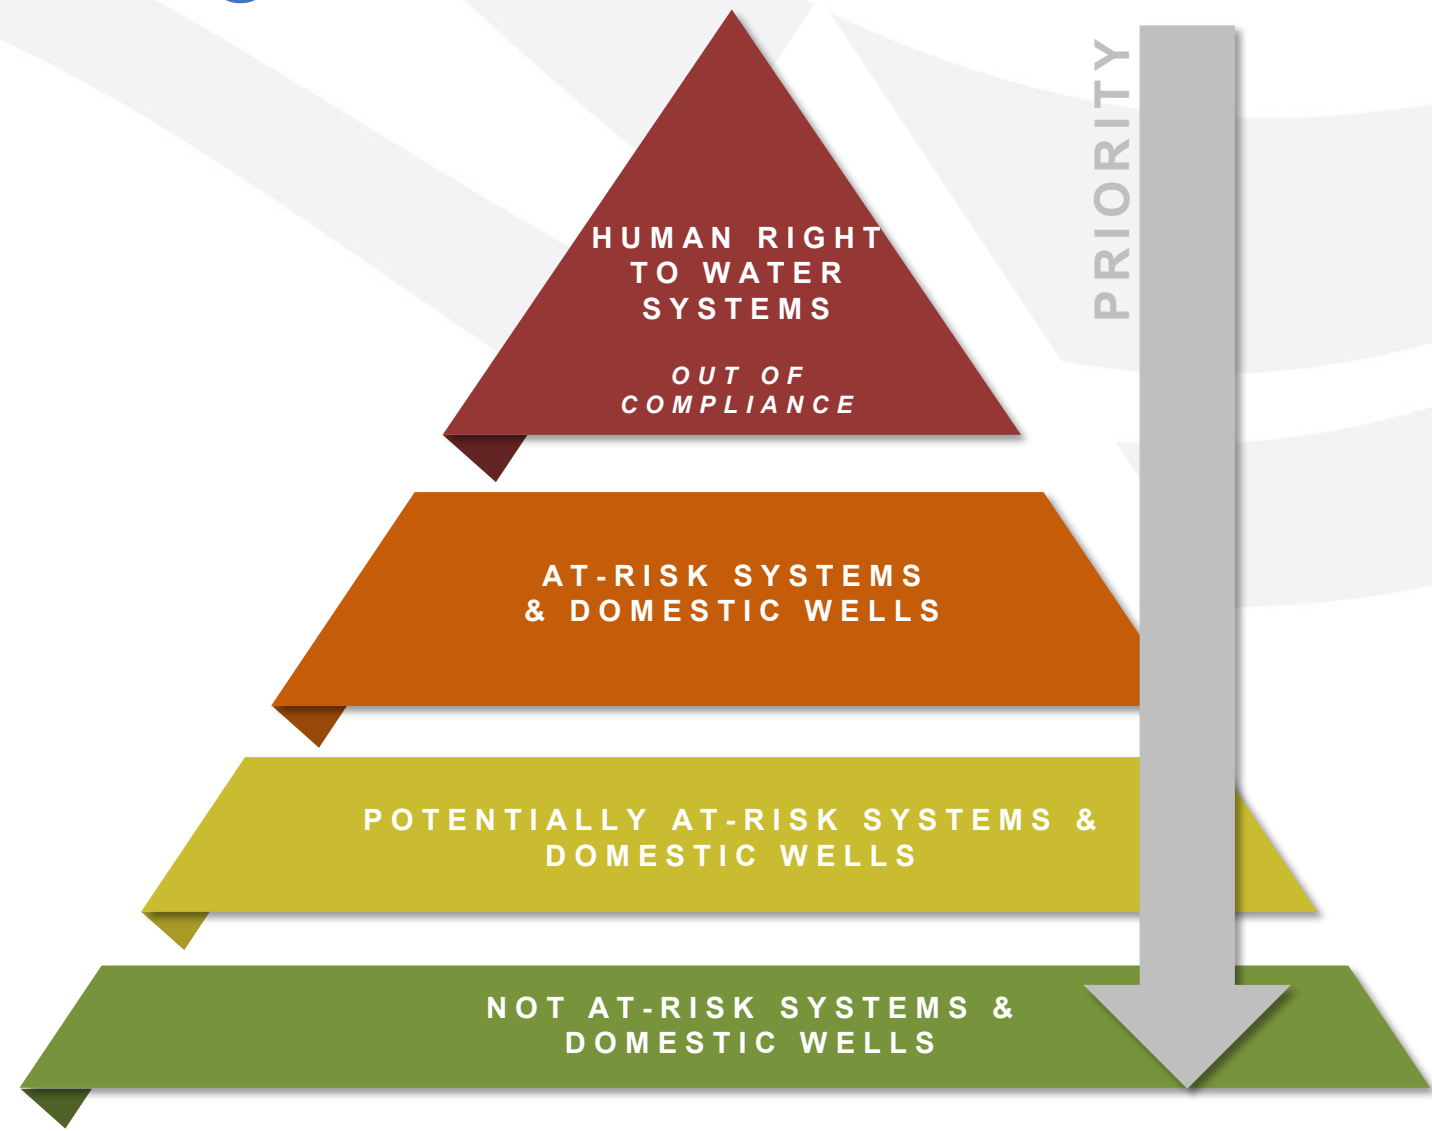 HUMAN RIGHT
TO WATER
SYSTEMS
OUT OF
COMPLIANCE
PRIORITY
AT-RISK SYSTEMS
& DOMESTIC WELLS
POTENTIALLY AT-RISK SYSTEMS &
DOMESTIC WELLS
NOT AT-RISK SYSTEMS &
DOMESTIC WELLS